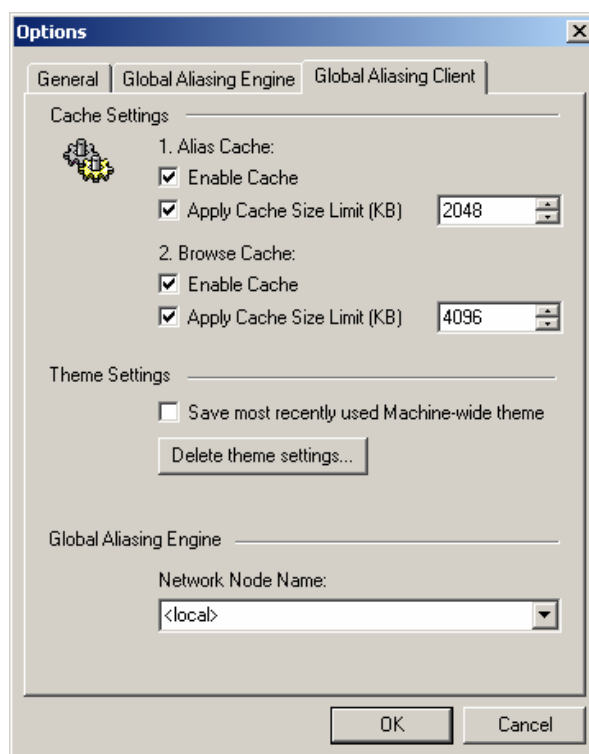 Options
General
Global Aliasing Engine
Global Aliasing Client
Cache Settings
1. Alias Cache:
Enable Cache
Apply Cache Size Limit (KB) 2048
2. Browse Cache:
Enable Cache
Apply Cache Size Limit (KB) 4096
Theme Settings
Save most recently used Machine-wide theme
Delete theme settings...
Global Aliasing Engine
Network Node Name:
<local>
OK Cancel